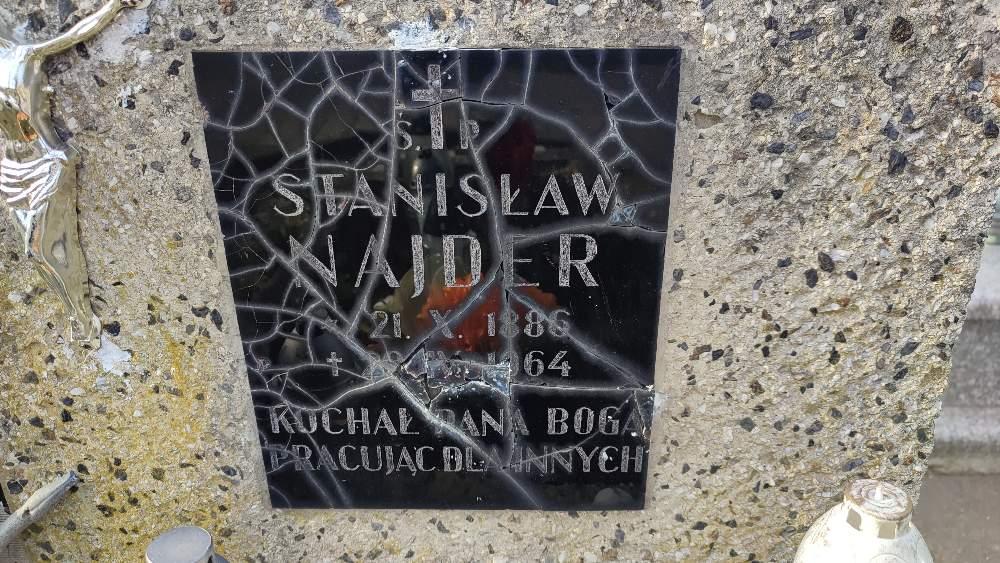 Ś. P.
STANISŁAW
NAJDER
* 21. X. 1886
+ 1964
KOCHAŁ PANA BOGA
PRACUJĄC DLA INNYCH